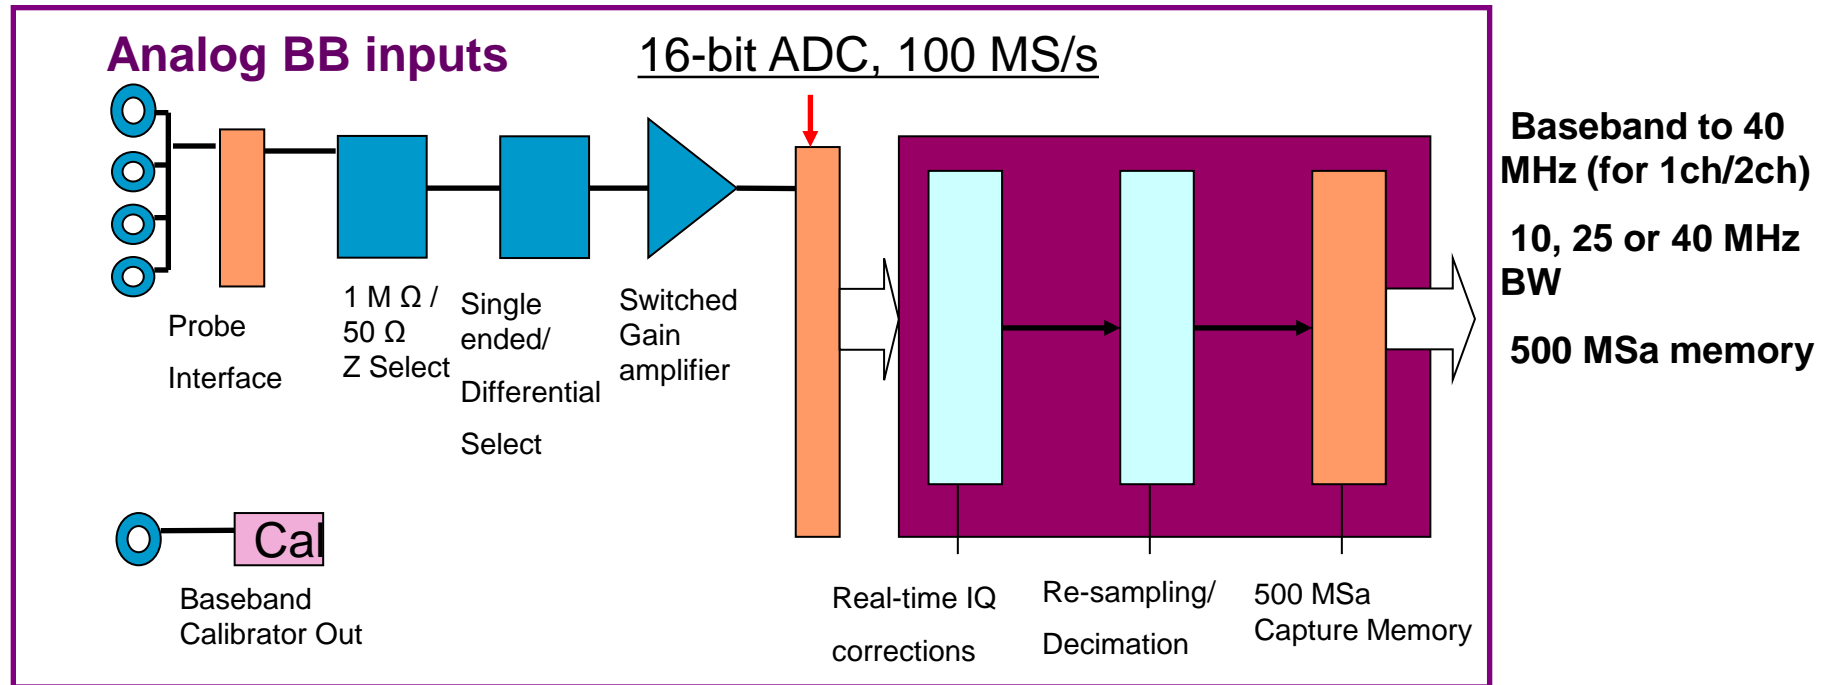 Analog BB inputs
16-bit ADC, 100 MS/s
Probe
Interface
1 M Ω /
50 Ω
Z Select
Single
ended/
Differential
Select
Switched
Gain
amplifier
Cal
Baseband
Calibrator Out
Real-time IQ
corrections
Re-sampling/
Decimation
500 MSa
Capture Memory
Baseband to 40
MHz (for 1ch/2ch)
10, 25 or 40 MHz
BW
500 MSa memory